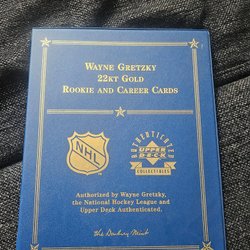 WAYNE GRETZKY
22KT GOLD
ROOKIE AND CAREER CARDS
NHL
AUTHENTICATED
UPPER DECK
COLLECTIBLES
Authorized by Wayne Gretzky,
the National Hockey League and
Upper Deck Authenticated.
The Danbury Mint